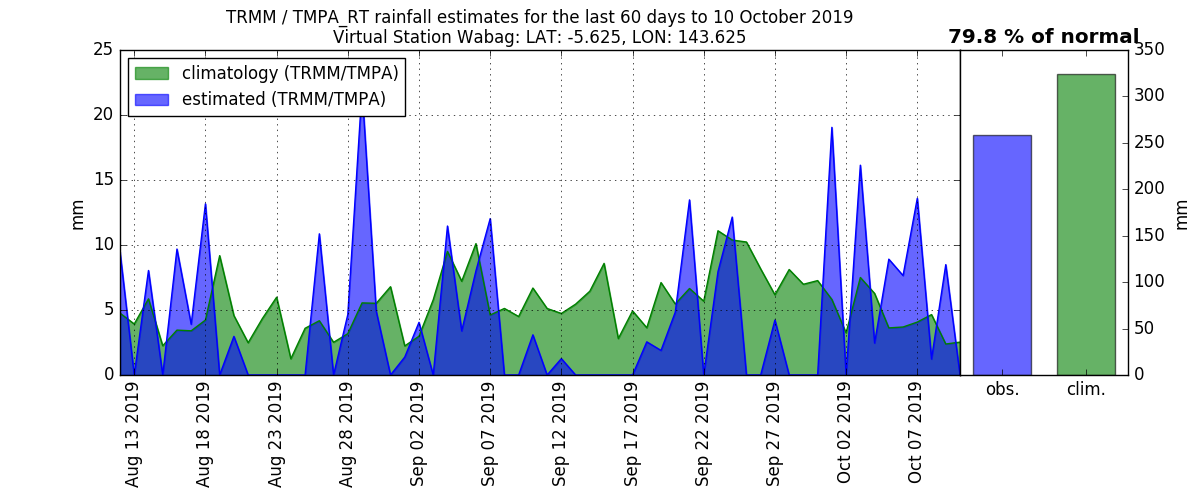 TRMM / TMPA_RT rainfall estimates for the last 60 days to 10 October 2019
Virtual Station Wabag: LAT: -5.625, LON: 143.625
79.8 % of normal
climatology (TRMM/TMPA)
estimated (TRMM/TMPA)
mm
25
20
15
10
5
0
Aug 13 2019
Aug 18 2019
Aug 23 2019
Aug 28 2019
Sep 02 2019
Sep 07 2019
Sep 12 2019
Sep 17 2019
Sep 22 2019
Sep 27 2019
Oct 02 2019
Oct 07 2019
obs.
clim.
350
300
250
200
150
100
50
0
mm